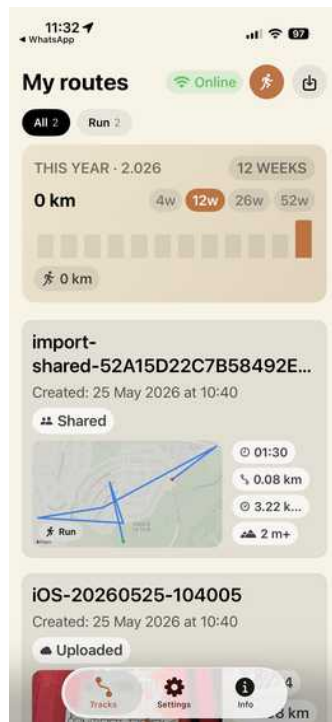 11:32
97
WhatsApp
My routes
Online
All 2
Run 2
THIS YEAR · 2.026
12 WEEKS
0 km
4w
12w
26w
52w
0 km
import-
shared-52A15D22C7B58492E...
Created: 25 May 2026 at 10:40
Shared
01:30
0.08 km
3.22 k...
2 m+
Run
iOS-20260525-104005
Created: 25 May 2026 at 10:40
Uploaded
Tracks
Settings
Info
4
km